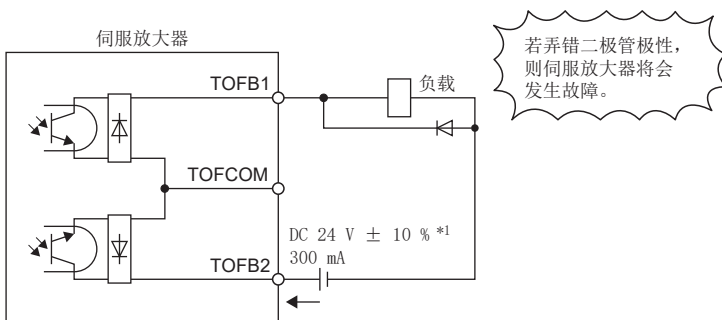 伺服放大器
TOFB1
负载
TOFCOM
DC 24 V ± 10 % *1
300 mA
TOFB2
若弄错二极管极性，
则伺服放大器将会
发生故障。